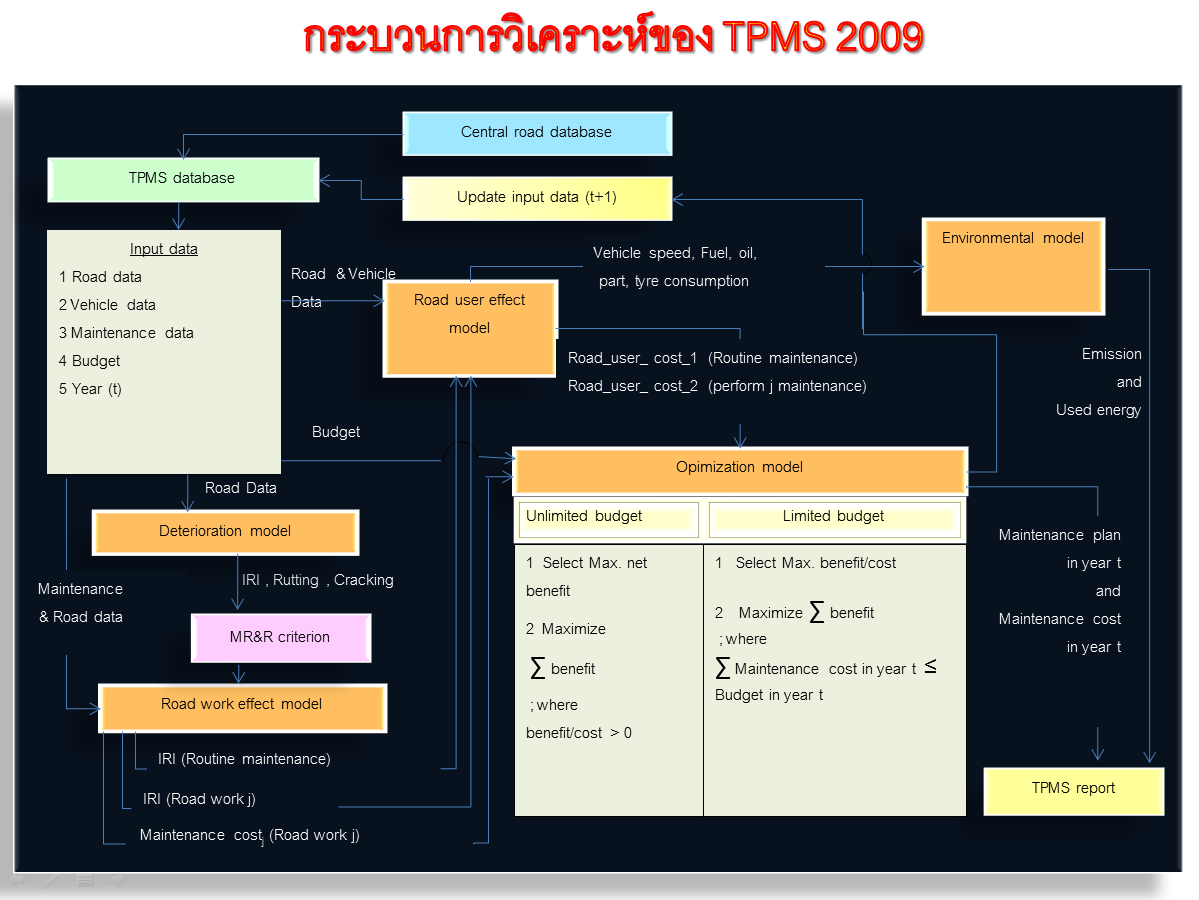 กระบวนการวิเคราะห์ของ TPMS 2009
Central road database
TPMS database
Update input data (t+1)
Input data
1 Road data
2 Vehicle data
3 Maintenance data
4 Budget
5 Year (t)
Road & Vehicle
Data
Road user effect
model
Vehicle speed, Fuel, oil,
part, tyre consumption
Environmental model
Road_user_ cost_1 (Routine maintenance)
Road_user_ cost_2 (perform j maintenance)
Emission
and
Used energy
Budget
Opimization model
Road Data
Unlimited budget
Limited budget
Deterioration model
1 Select Max. net
benefit
2 Maximize
∑ benefit
; where
benefit/cost > 0
1 Select Max. benefit/cost
2 Maximize ∑ benefit
; where
∑ Maintenance cost in year t ≤
Budget in year t
Maintenance plan
in year t
and
Maintenance cost
in year t
IRI , Rutting , Cracking
Maintenance
& Road data
MR&R criterion
Road work effect model
IRI (Routine maintenance)
IRI (Road work j)
Maintenance costj (Road work j)
TPMS report